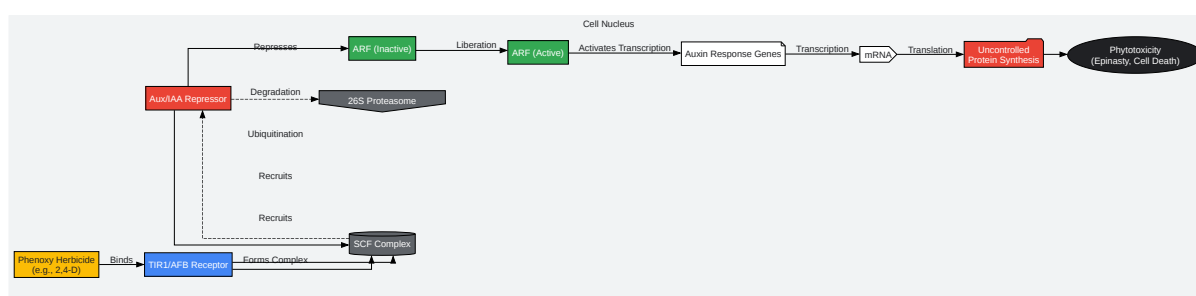 Cell Nucleus
Represses
ARF (Inactive)
Liberation
ARF (Active)
Activates Transcription
Auxin Response Genes
Transcription
mRNA
Translation
Uncontrolled
Protein Synthesis
Phytotoxicity
(Epinasty, Cell Death)
Aux/IAA Repressor
Degradation
26S Proteasome
Ubiquitination
Recruits
Recruits
SCF Complex
Phenoxy Herbicide
(e.g., 2,4-D)
Binds
TIR1/AFB Receptor
Forms Complex